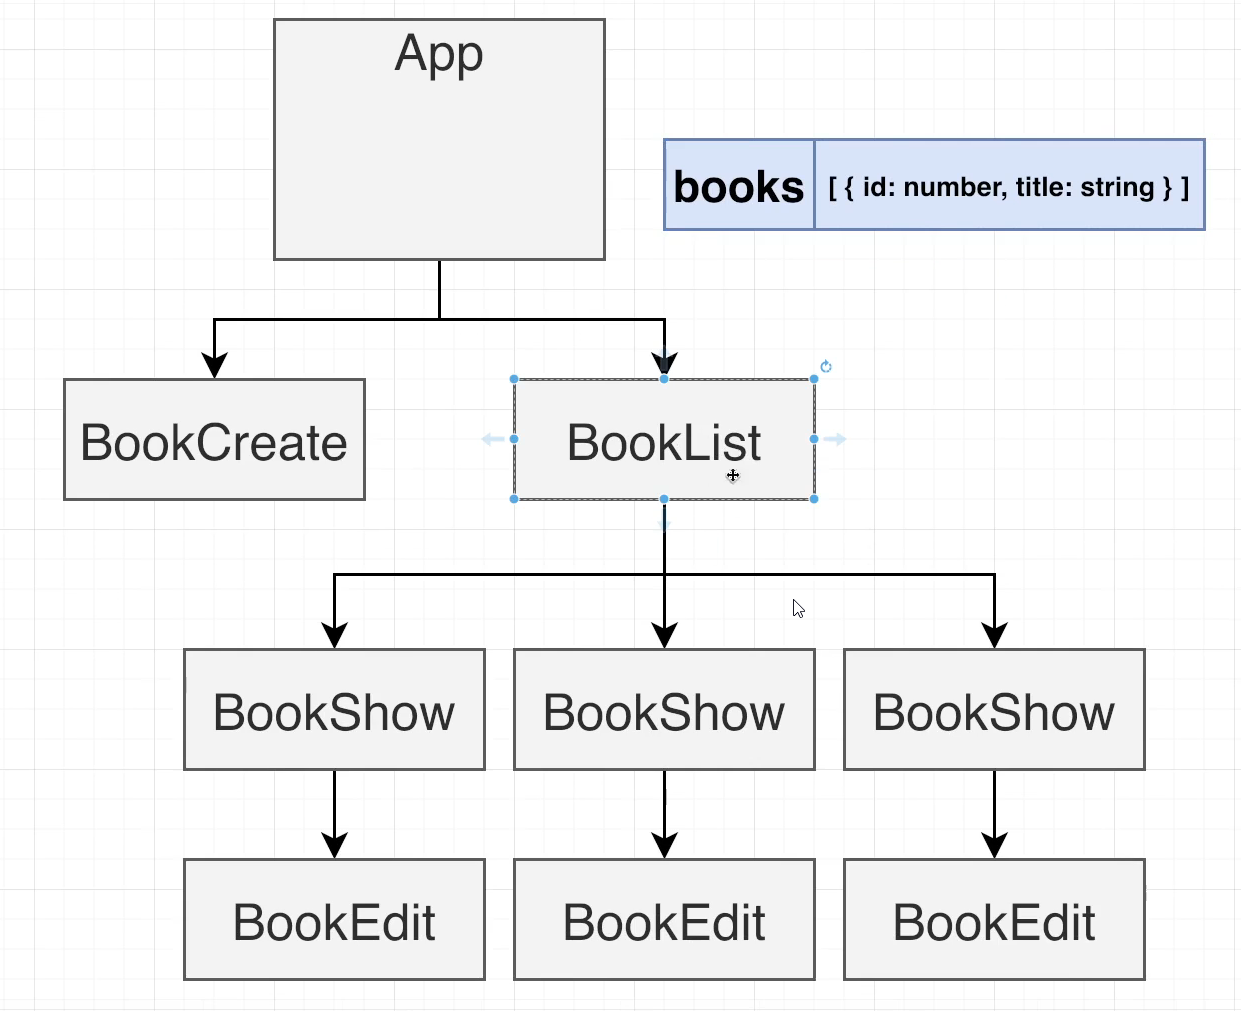 App
books
[ { id: number, title: string } ]
BookCreate
BookList
BookShow
BookShow
BookShow
BookEdit
BookEdit
BookEdit